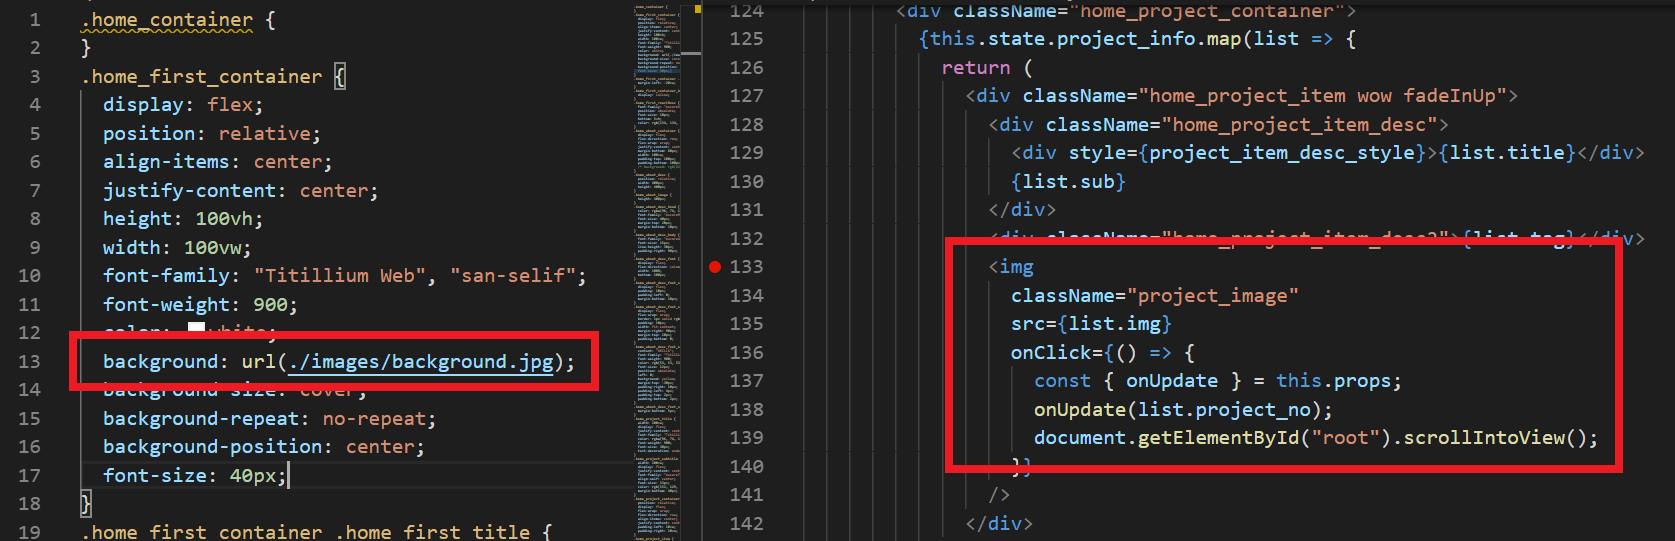 1 .home_container {
2 }
3 .home_first_container {
4 display: flex;
5 position: relative;
6 align-items: center;
7 justify-content: center;
8 height: 100vh;
9 width: 100vw;
10 font-family: "Titillium Web", "san-selif";
11 font-weight: 900;
12 color: white;
13 background: url(./images/background.jpg);
14 background-size: cover;
15 background-repeat: no-repeat;
16 background-position: center;
17 font-size: 40px;
18 }
19 .home_first_container .home_first_title {
124 <div className="home_project_container">
125 {this.state.project_info.map(list => {
126 return (
127 <div className="home_project_item wow fadeInUp">
128 <div className="home_project_item_desc">
129 <div style={project_item_desc_style}>{list.title}</div>
130 {list.sub}
131 </div>
132 <div className="home_project_item_desc2">{list.tag}</div>
133 <img
134 className="project_image"
135 src={list.img}
136 onClick={() => {
137 const { onUpdate } = this.props;
138 onUpdate(list.project_no);
139 document.getElementById("root").scrollIntoView();
140 }}
141 />
142 </div>